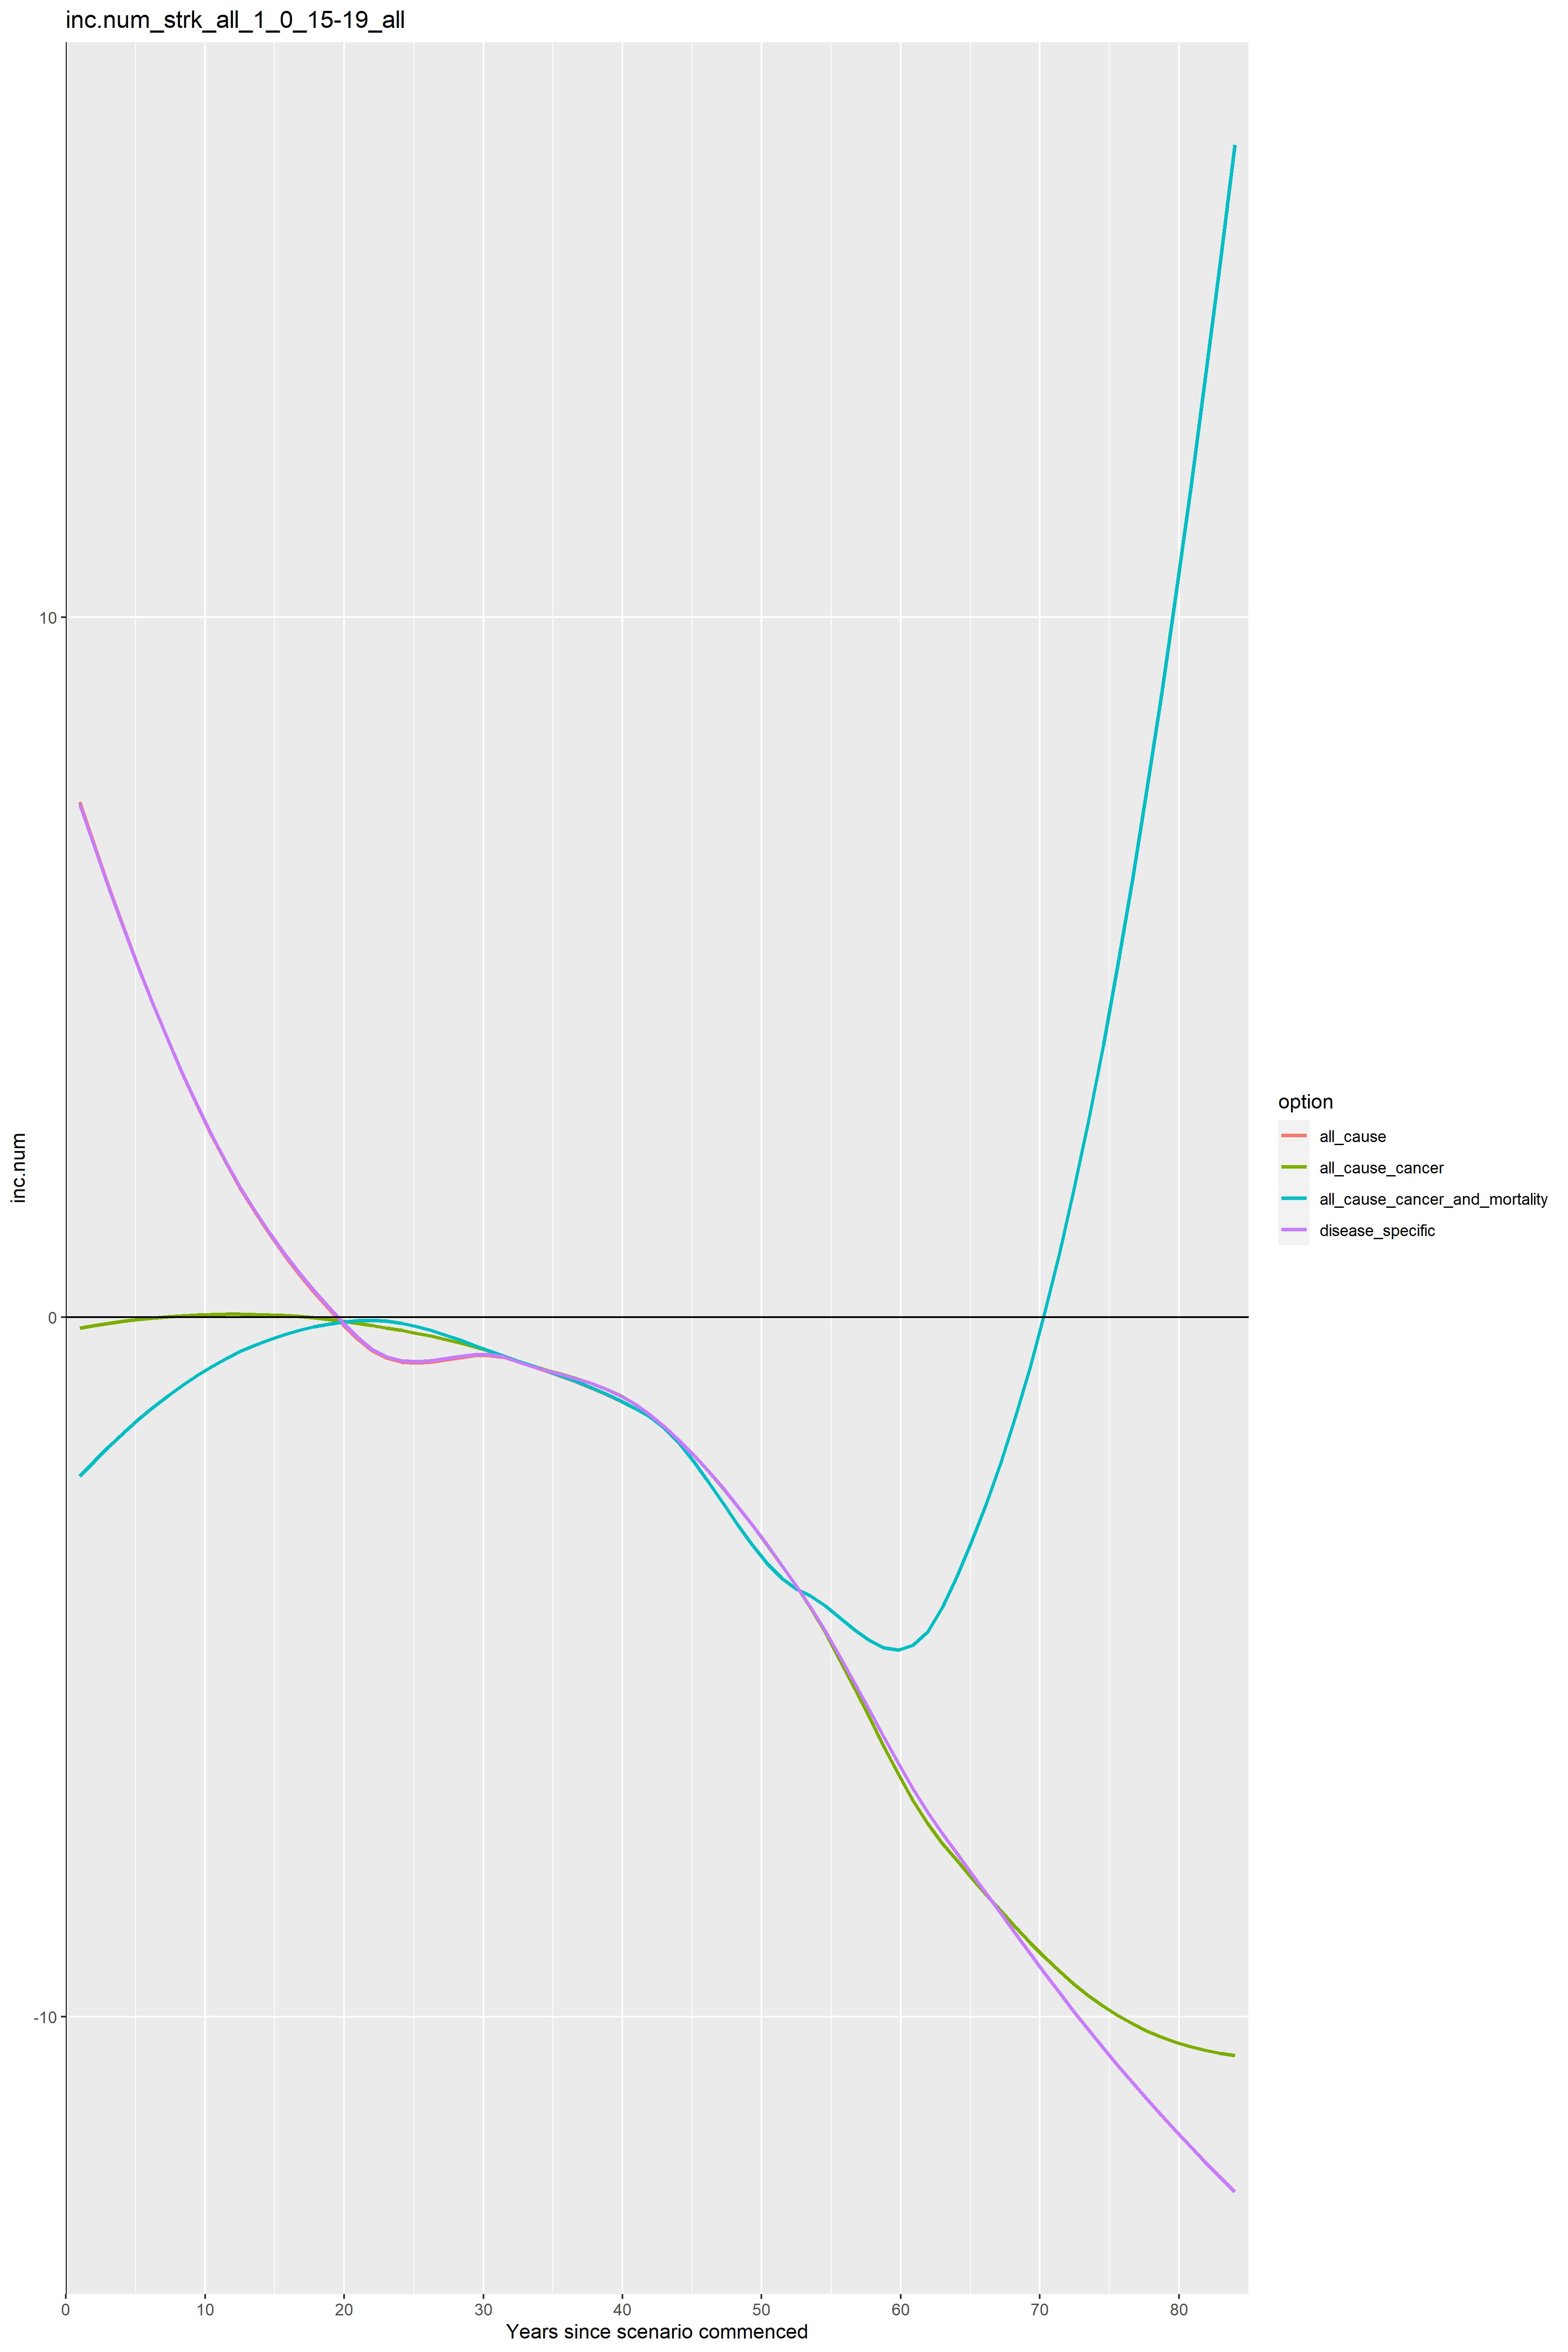 inc.num_strk_all_1_0_15-19_all
inc.num
10
0
-10
0 10 20 30 40 50 60 70 80
Years since scenario commenced
option
all_cause
all_cause_cancer
all_cause_cancer_and_mortality
disease_specific